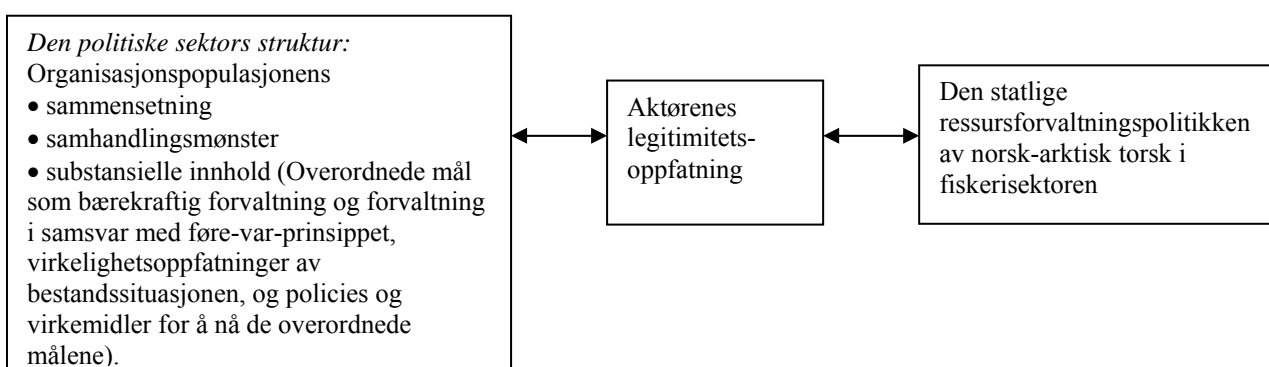 Den politiske sektors struktur:
Organisasjonspopulasjonens
• sammensetning
• samhandlingsmønster
• substansielle innhold (Overordnede mål
som bærekraftig forvaltning og forvaltning
i samsvar med føre-var-prinsippet,
virkelighetsoppfatninger av
bestandssituasjonen, og policies og
virkemidler for å nå de overordnede
målene).
Aktørenes
legitimitets-
oppfatning
Den statlige
ressursforvaltningspolitikken
av norsk-arktisk torsk i
fiskerisektoren